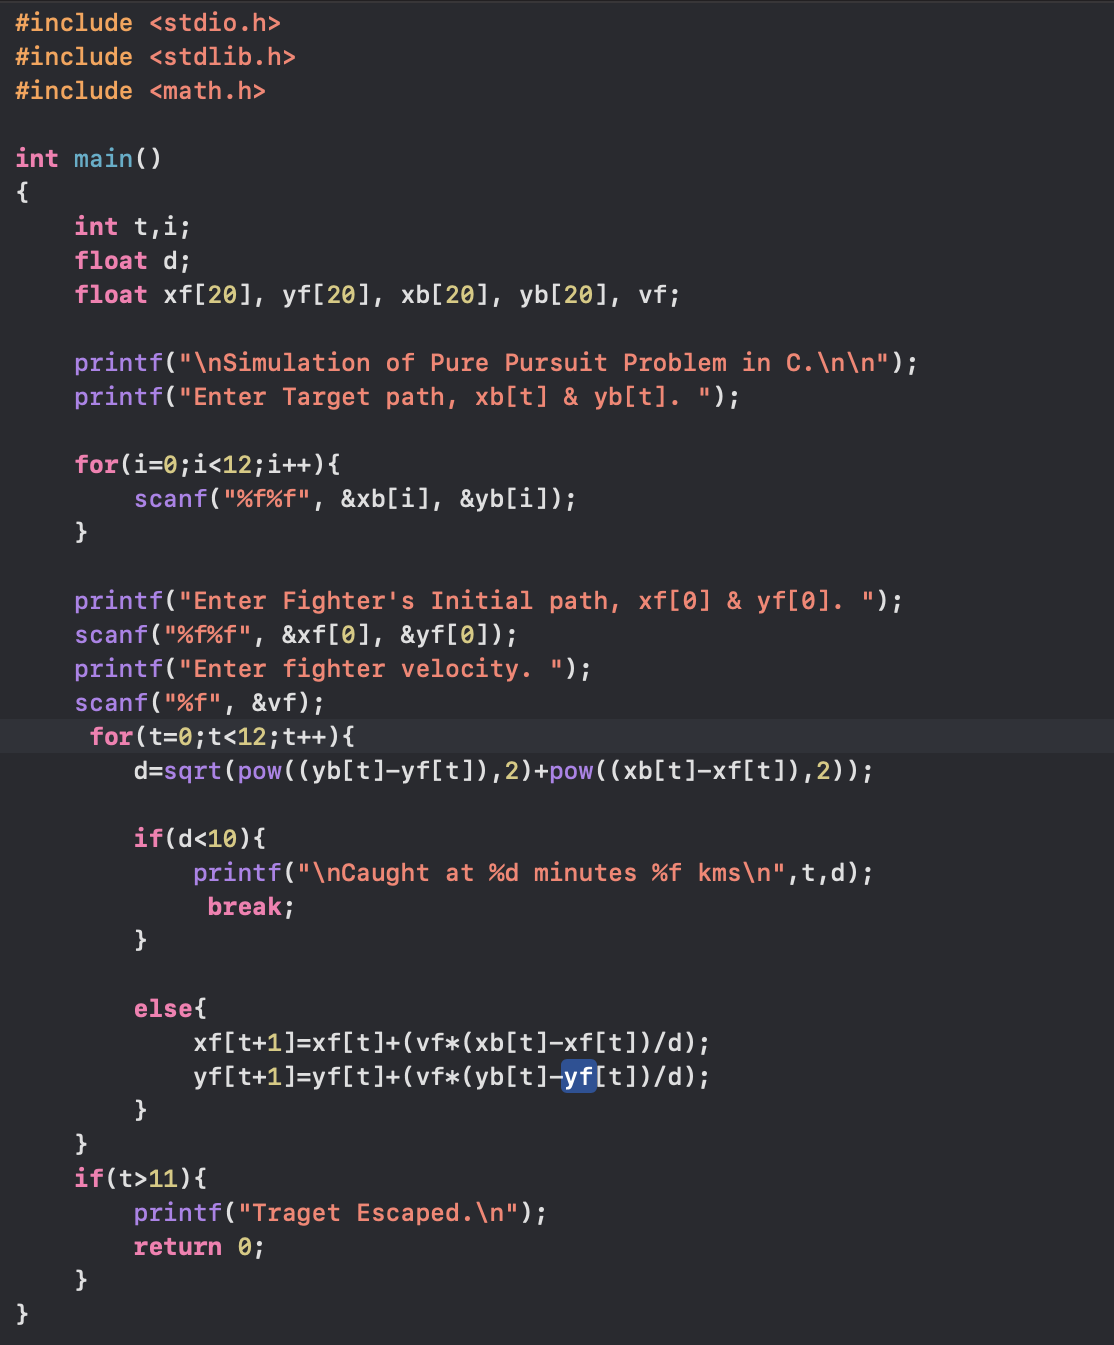 #include <stdio.h>
#include <stdlib.h>
#include <math.h>

int main()
{
    int t,i;
    float d;
    float xf[20], yf[20], xb[20], yb[20], vf;

    printf("\nSimulation of Pure Pursuit Problem in C.\n\n");
    printf("Enter Target path, xb[t] & yb[t]. ");

    for(i=0;i<12;i++){
        scanf("%f%f", &xb[i], &yb[i]);
    }

    printf("Enter Fighter's Initial path, xf[0] & yf[0]. ");
    scanf("%f%f", &xf[0], &yf[0]);
    printf("Enter fighter velocity. ");
    scanf("%f", &vf);
     for(t=0;t<12;t++){
        d=sqrt(pow((yb[t]-yf[t]),2)+pow((xb[t]-xf[t]),2));

        if(d<10){
            printf("\nCaught at %d minutes %f kms\n",t,d);
             break;
        }

        else{
            xf[t+1]=xf[t]+(vf*(xb[t]-xf[t])/d);
            yf[t+1]=yf[t]+(vf*(yb[t]-yf[t])/d);
        }
    }
    if(t>11){
        printf("Traget Escaped.\n");
        return 0;
    }
}